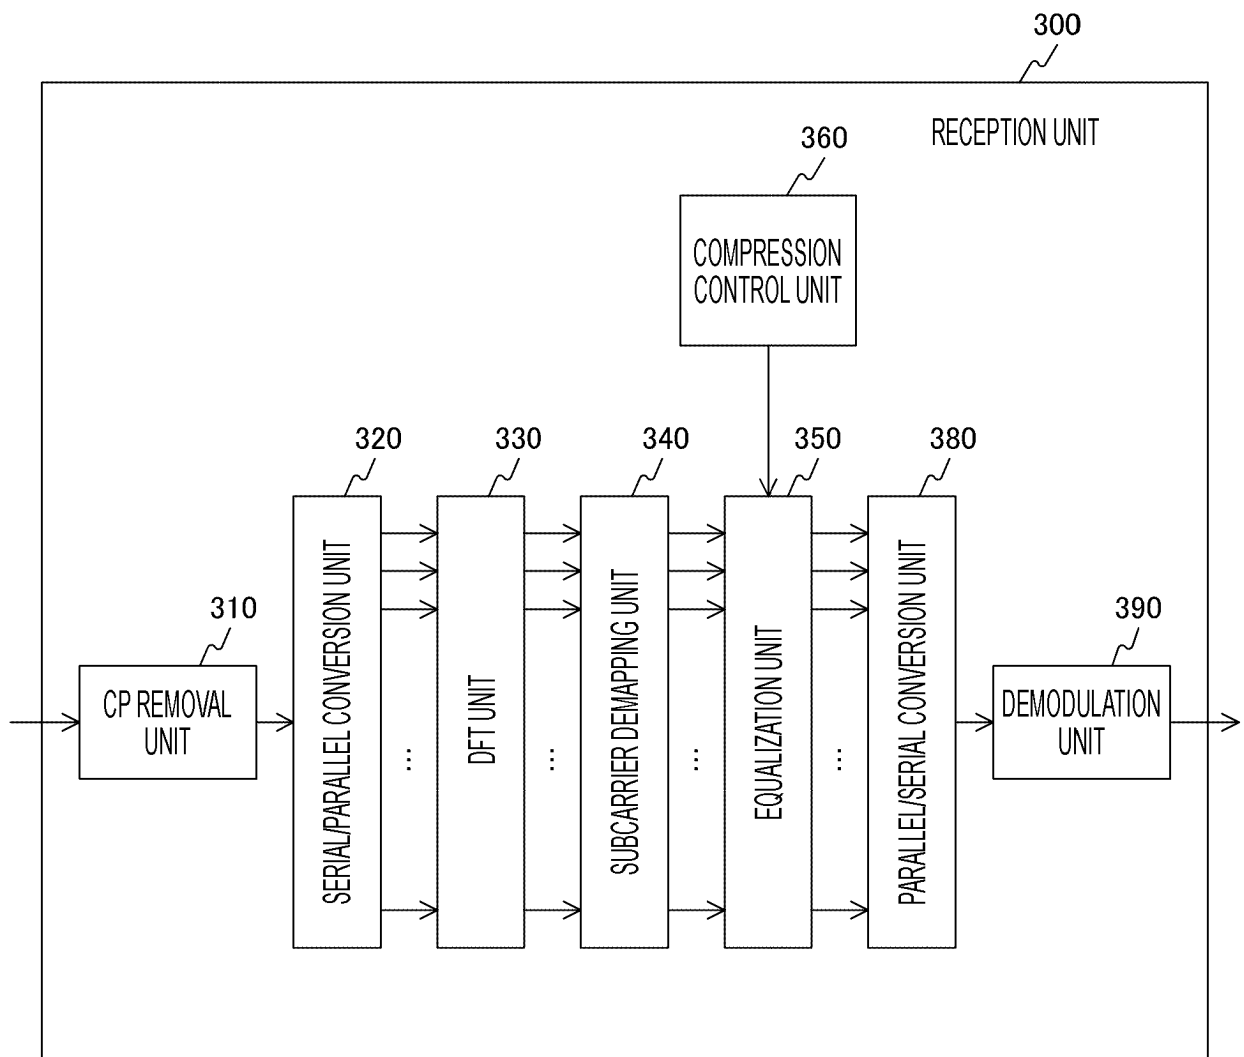 300
RECEPTION UNIT
360
COMPRESSION
CONTROL UNIT
320
330
340
350
380
310
390
CP REMOVAL
UNIT
SERIAL/PARALLEL CONVERSION UNIT
DFT UNIT
SUBCARRIER DEMAPPING UNIT
EQUALIZATION UNIT
PARALLEL/SERIAL CONVERSION UNIT
DEMODULATION
UNIT